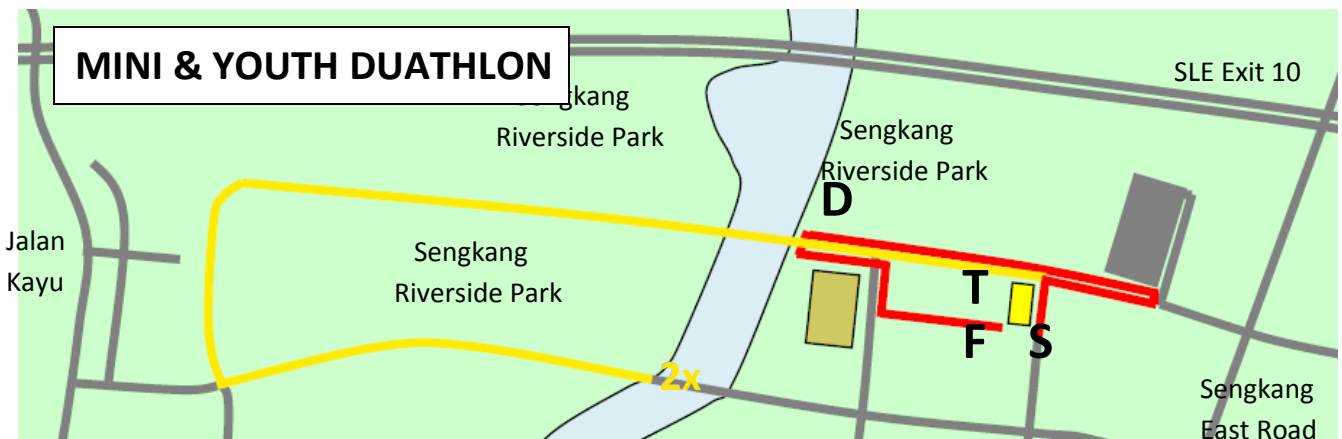 MINI & YOUTH DUATHLON
SLE Exit 10
Sengkang
Riverside Park
Sengkang
Riverside Park
D
Jalan
Kayu
Sengkang
Riverside Park
T
F
S
2x
Sengkang
East Road